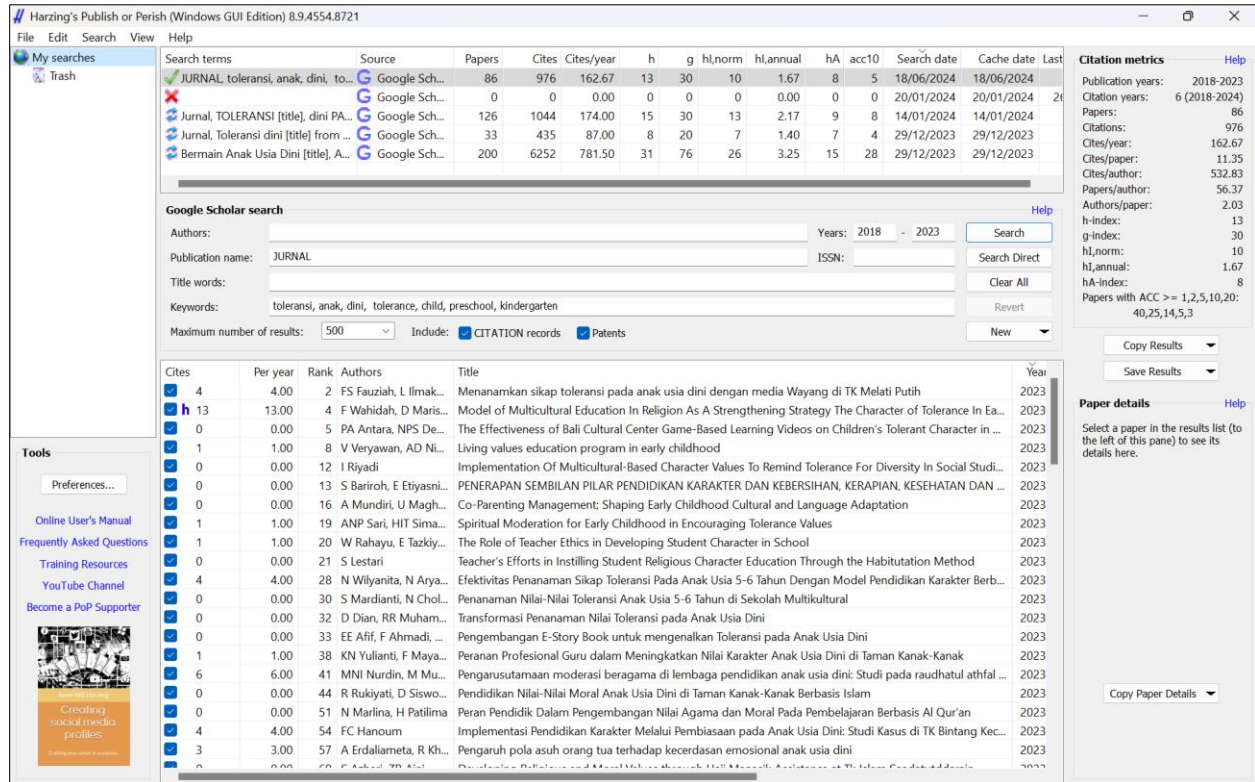 Harzing's Publish or Perish (Windows GUI Edition) 8.9.4554.8721
File Edit Search View Help
My searches
Trash
Search terms Source Papers Cites Cites/year h g hI,norm hI,annual hA acc10 Search date Cache date Last
JURNAL, toleransi, anak, dini, to... Google Sch... 86 976 162.67 13 30 10 1.67 8 5 18/06/2024 18/06/2024
Google Sch... 0 0 0.00 0 0 0 0.00 0 20/01/2024 20/01/2024
Jurnal, TOLERANSI [title], dini PA... Google Sch... 126 1044 174.00 15 30 13 2.17 9 8 14/01/2024 14/01/2024
Jurnal, Toleransi dini [title] from ... Google Sch... 33 435 87.00 8 20 7 1.40 7 4 29/12/2023 29/12/2023
Bermain Anak Usia Dini [title], A... Google Sch... 200 6252 781.50 31 76 26 3.25 15 28 29/12/2023 29/12/2023
Google Scholar search Help
Authors: Years: 2018 - 2023 Search
Publication name: JURNAL ISSN: Search Direct
Title words: Clear All
Keywords: toleransi, anak, dini, tolerance, child, preschool, kindergarten Revert
Maximum number of results: 500 Include: CITATION records Patents New
Cites Per year Rank Authors Title Year
4 4.00 2 FS Fauziah, L Ilmak... Menanamkan sikap toleransi pada anak usia dini dengan media Wayang di TK Melati Putih 2023
h 13 13.00 4 F Wahidah, D Maris... Model of Multicultural Education In Religion As A Strengthening Strategy The Character of Tolerance In Ea... 2023
0 0.00 5 PA Antara, NPS De... The Effectiveness of Bali Cultural Center Game-Based Learning Videos on Children's Tolerant Character in ... 2023
1 1.00 8 V Veryawan, AD Ni... Living values education program in early childhood 2023
0 0.00 12 I Riyadi Implementation Of Multicultural-Based Character Values To Remind Tolerance For Diversity In Social Studi... 2023
0 0.00 13 S Bariroh, E Etiyasni... PENERAPAN SEMBILAN PILAR PENDIDIKAN KARAKTER DAN KEBERSIHAN, KERAPIAN, KESEHATAN DAN ... 2023
0 0.00 16 A Mundiri, U Magh... Co-Parenting Management; Shaping Early Childhood Cultural and Language Adaptation 2023
1 1.00 19 ANP Sari, HIT Sima... Spiritual Moderation for Early Childhood in Encouraging Tolerance Values 2023
1 1.00 20 W Rahayu, E Tazkiy... The Role of Teacher Ethics in Developing Student Character in School 2023
0 0.00 21 S Lestari Teacher's Efforts in Instilling Student Religious Character Education Through the Habitutation Method 2023
4 4.00 28 N Wilyanita, N Arya... Efektivitas Penanaman Sikap Toleransi Pada Anak Usia 5-6 Tahun Dengan Model Pendidikan Karakter Berb... 2023
0 0.00 30 S Mardianti, N Chol... Penanaman Nilai-Nilai Toleransi Anak Usia 5-6 Tahun di Sekolah Multikultural 2023
0 0.00 32 D Dian, RR Muham... Transformasi Penanaman Nilai Toleransi pada Anak Usia Dini 2023
0 0.00 33 EE Afif, F Ahmadi, ... Pengembangan E-Story Book untuk mengenalkan Toleransi pada Anak Usia Dini 2023
1 1.00 38 KN Yulianti, F Maya... Peranan Profesional Guru dalam Meningkatkan Nilai Karakter Anak Usia Dini di Taman Kanak-Kanak 2023
6 6.00 41 MNI Nurdin, M Mu... Pengarusutamaan moderasi beragama di lembaga pendidikan anak usia dini: Studi pada raudhatul athfal ... 2023
0 0.00 44 R Rukiyati, D Siswo... Pendidikan Nilai-Nilai Moral Anak Usia Dini di Taman Kanak-Kanak Berbasis Islam 2023
0 0.00 51 N Marlina, H Patilima Peran Pendidik Dalam Pengembangan Nilai Agama dan Moral Pada Pembelajaran Berbasis Al Qur'an 2023
4 4.00 54 FC Hanoum Implementasi Pendidikan Karakter Melalui Pembiasaan pada Anak Usia Dini: Studi Kasus di TK Bintang Kec... 2023
3 3.00 57 A Erdaliameta, R Kh... Pengaruh pola asuh orang tua terhadap kecerdasan emosional anak usia dini 2023
Tools
Preferences...
Online User's Manual
Frequently Asked Questions
Training Resources
YouTube Channel
Become a PoP Supporter
Creating
social media
profiles
Citation metrics Help
Publication years: 2018-2023
Citation years: 6 (2018-2024)
Papers: 86
Citations: 976
Cites/year: 162.67
Cites/paper: 11.35
Cites/author: 532.83
Papers/author: 56.37
Authors/paper: 2.03
h-index: 13
g-index: 30
hI,norm: 10
hI,annual: 1.67
hA-index: 8
Papers with ACC >= 1,2,5,10,20:
40,25,14,5,3
Copy Results
Save Results
Paper details Help
Select a paper in the results list (to
the left of this pane) to see its
details here.
Copy Paper Details